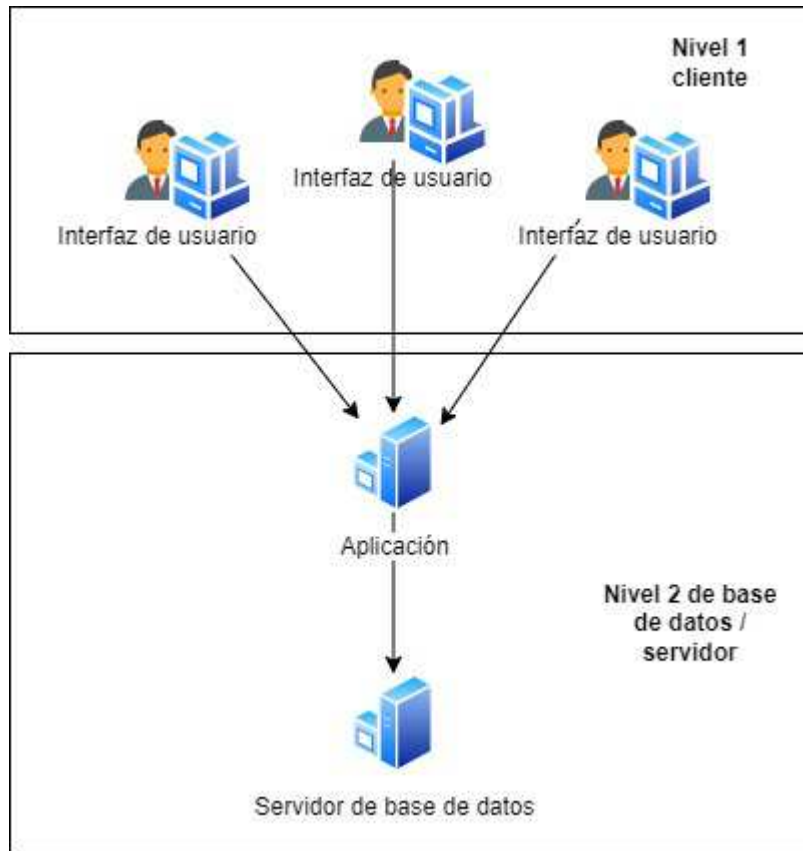 Nivel 1
cliente
Interfaz de usuario
Interfaz de usuario
Interfaz de usuario
Aplicación
Nivel 2 de base
de datos /
servidor
Servidor de base de datos